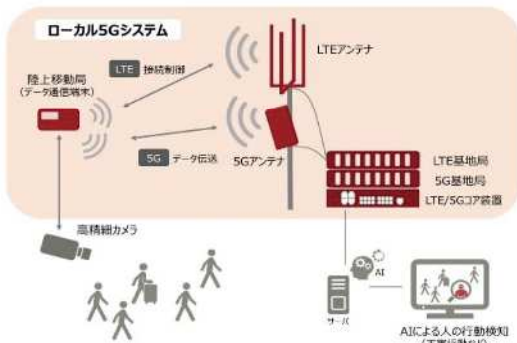 ローカル5Gシステム
LTEアンテナ
LTE 接続制御
陸上移動局
(データ通信端末)
5G データ伝送
5Gアンテナ
LTE基地局
5G基地局
LTE/5Gコア装置
高精細カメラ
AI
サーバ
AIによる人の行動検知